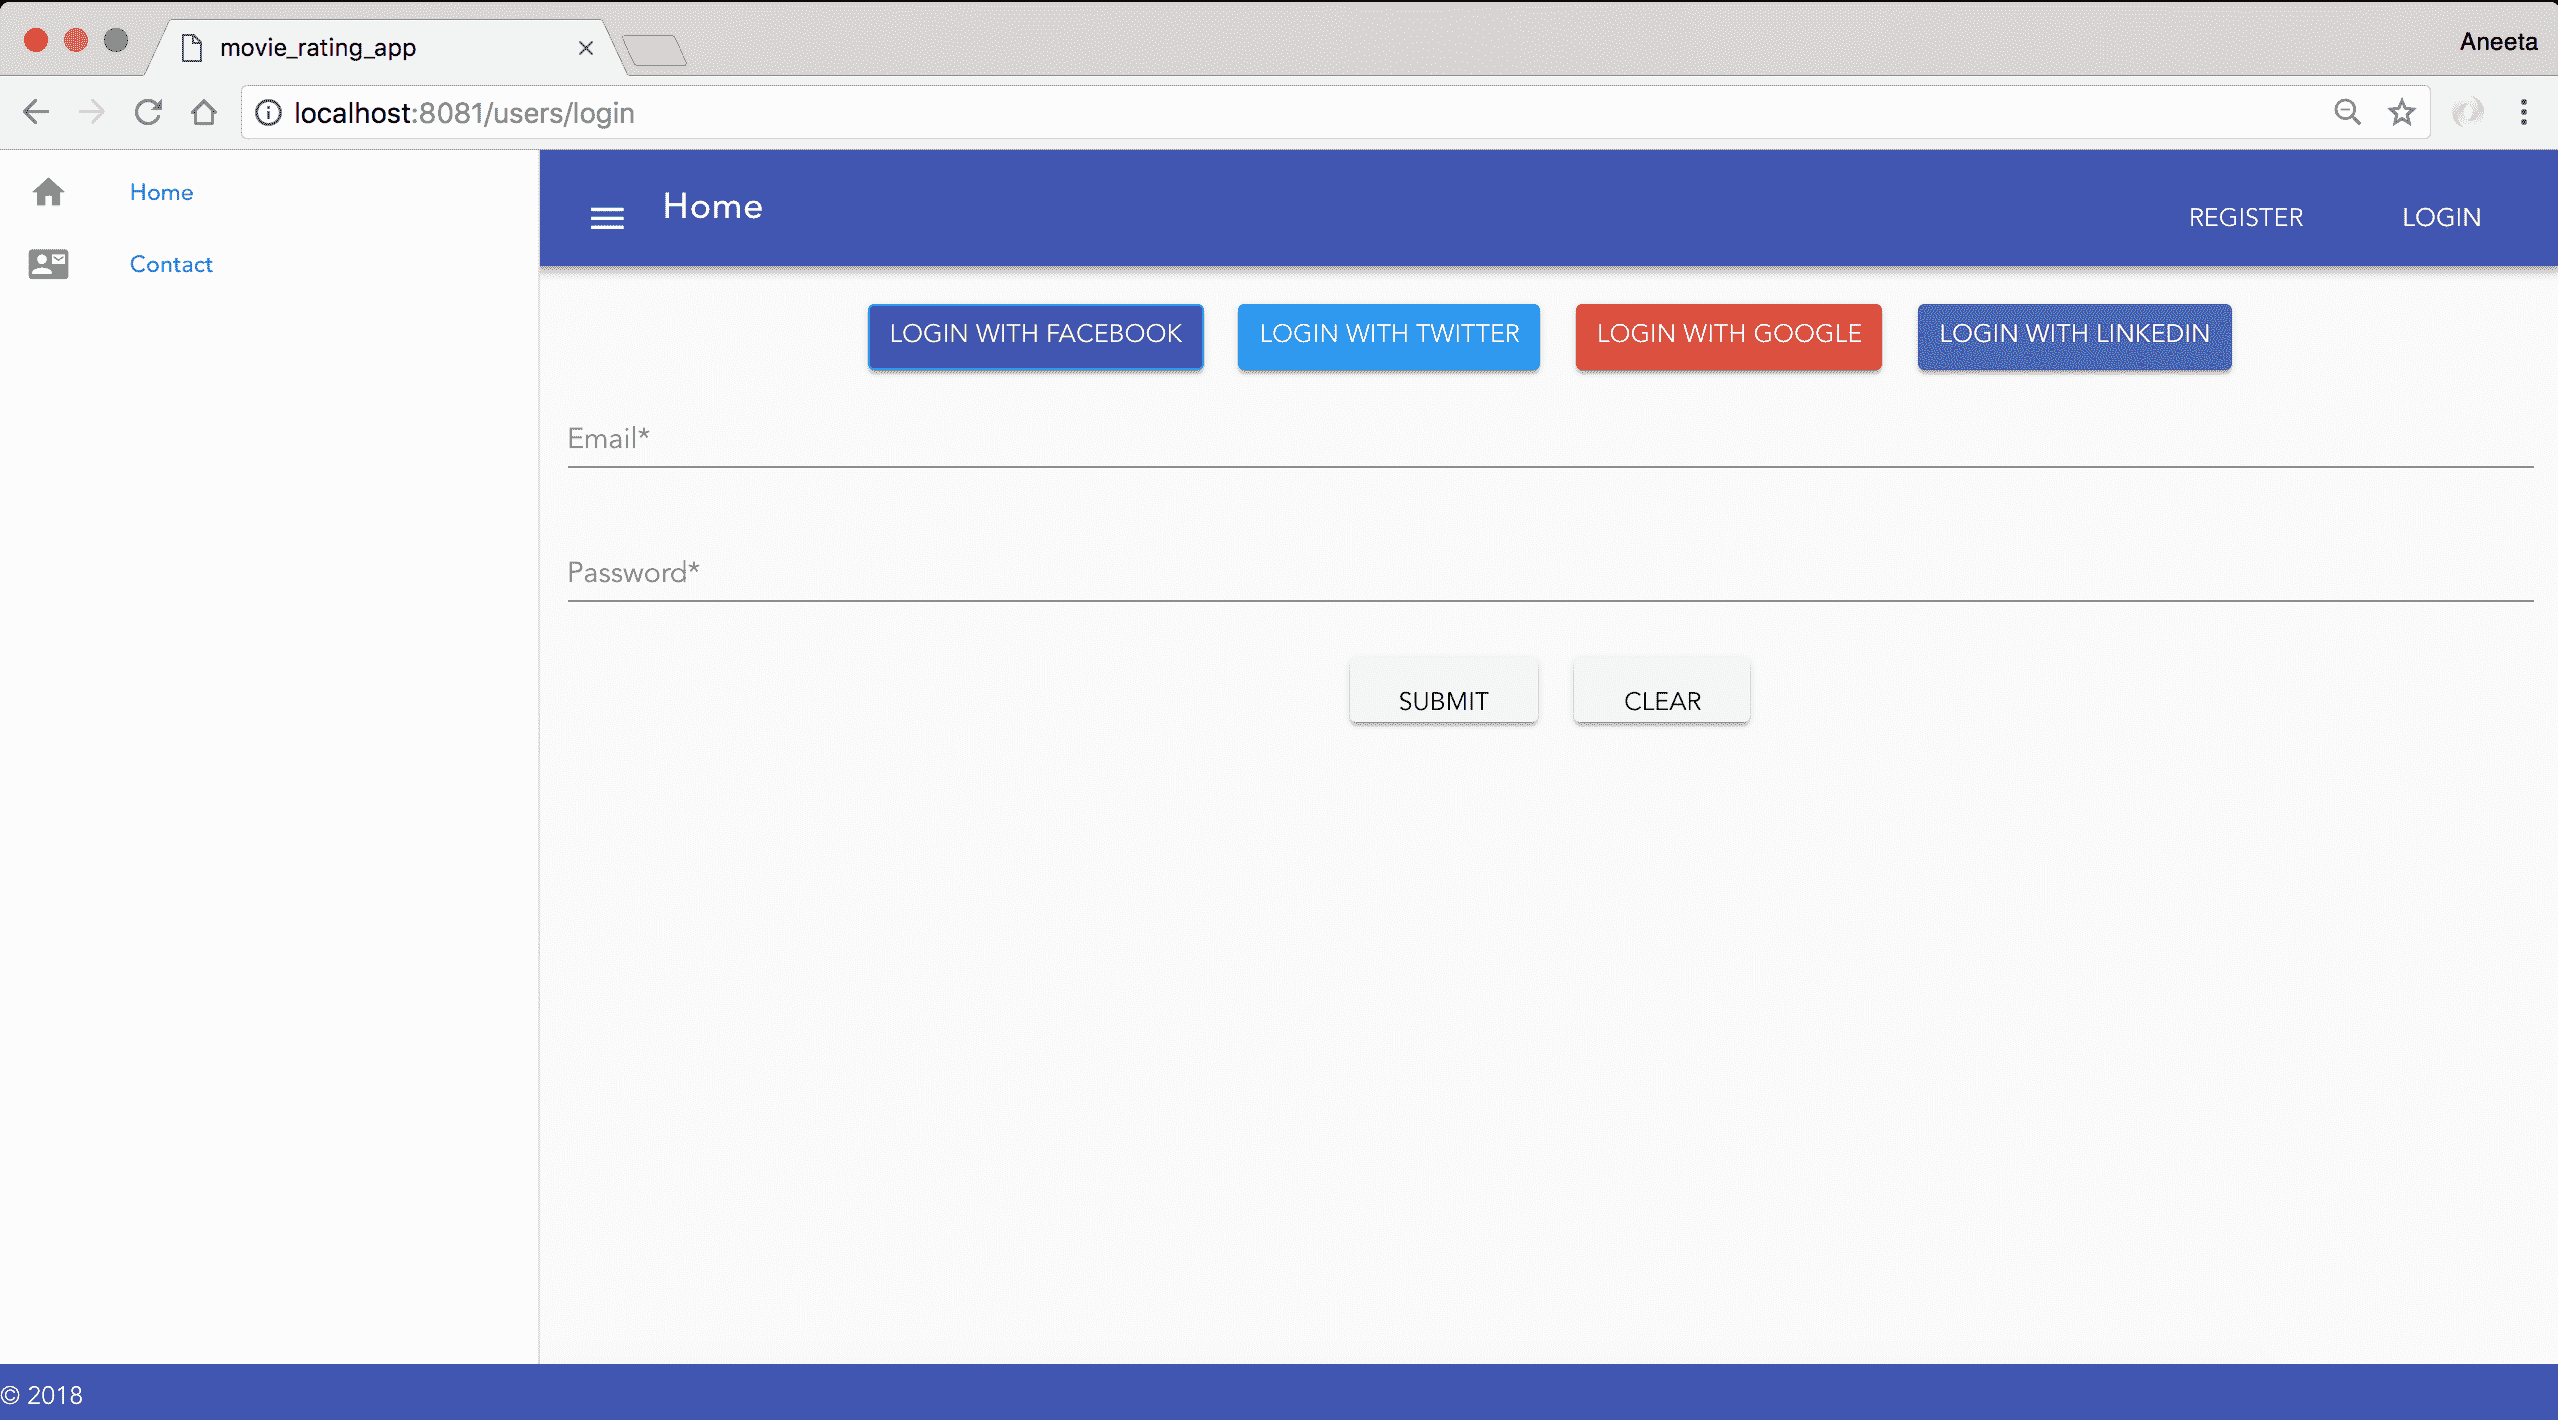 movie_rating_app
Aneeta
localhost:8081/users/login
Home
Contact
Home
REGISTER
LOGIN
LOGIN WITH FACEBOOK
LOGIN WITH TWITTER
LOGIN WITH GOOGLE
LOGIN WITH LINKEDIN
Email*
Password*
SUBMIT
CLEAR
© 2018